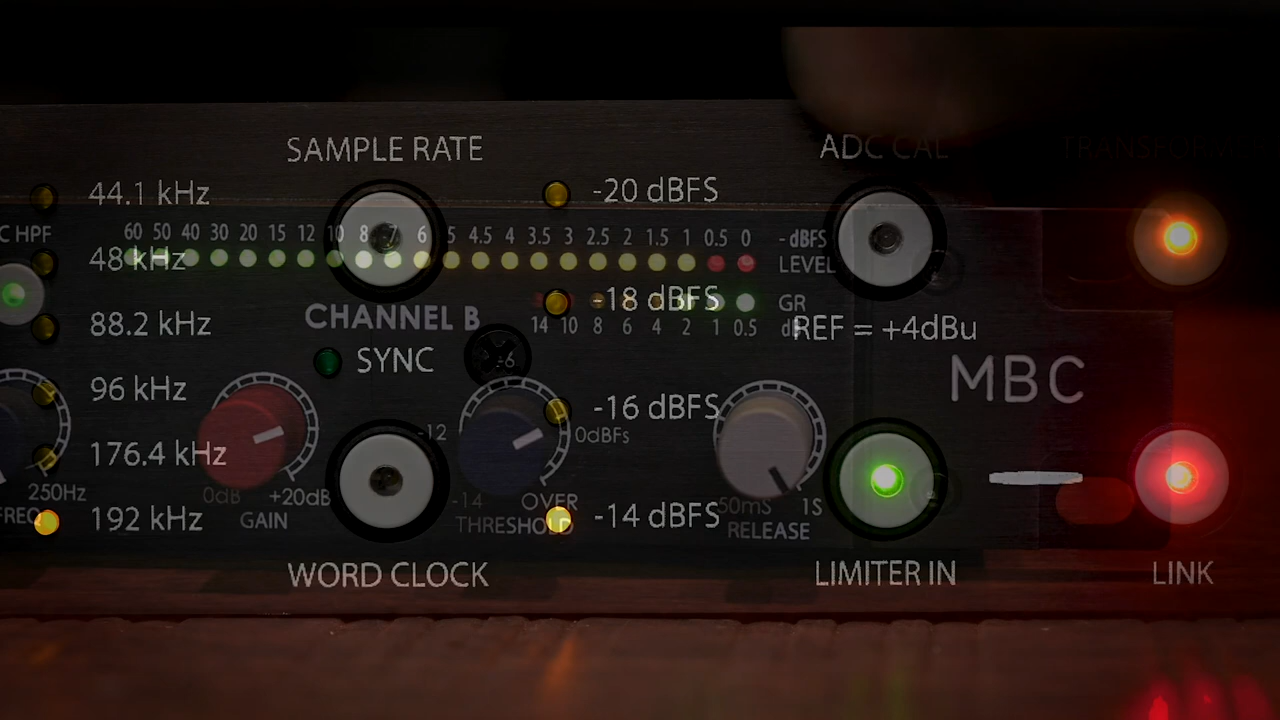 SAMPLE RATE
ADC CAL
TRANSFORMER
44.1 kHz
-20 dBFS
C HPF
60 50 40 30 20 15 12 10 8 -7 6 5 4.5 4 3.5 3 2.5 2 1.5 1 0.5 0 - dBFS
48 kHz
LEVEL
-18 dBFS
GR
CHANNEL B
14 10 8 6 4 2 1 0.5
88.2 kHz
REF = +4dBu
SYNC
-6
MBC
96 kHz
-16 dBFS
-12
0dBFs
176.4 kHz
250Hz
0dB
+20dB
-14
OVER
50mS
1S
FREQ
192 kHz
GAIN
THRESHOLD
-14 dBFS
RELEASE
WORD CLOCK
LIMITER IN
LINK